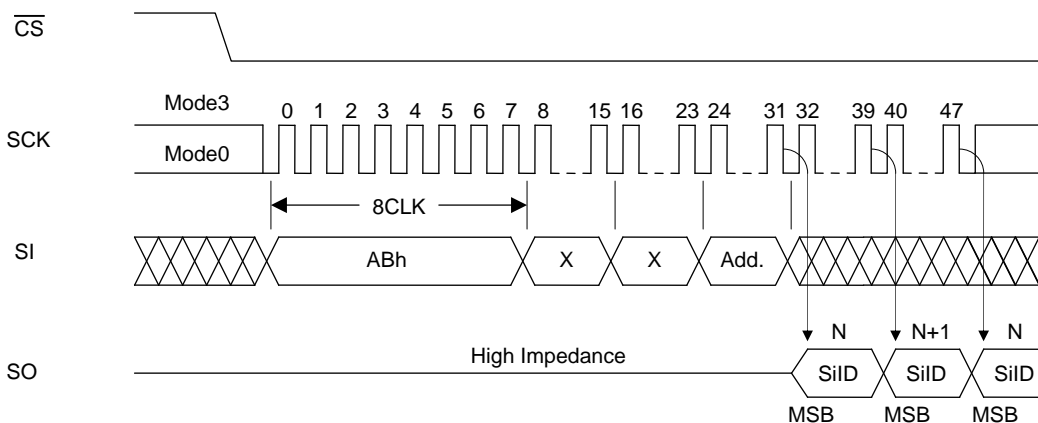 CS
Mode3
0 1 2 3 4 5 6 7 8 15 16 23 24 31 32 39 40 47
SCK
Mode0
8CLK
SI
ABh X X Add.
N N+1 N
High Impedance
SO
SiID SiID SiID
MSB MSB MSB